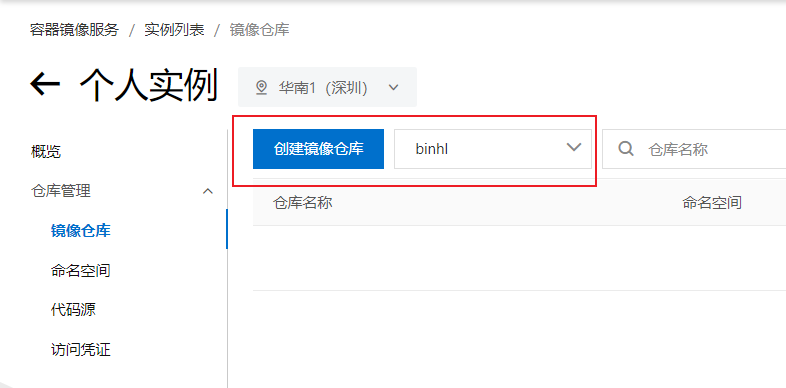 容器镜像服务 / 实例列表 / 镜像仓库
个人实例 华南1（深圳）
概览
仓库管理
镜像仓库
命名空间
代码源
访问凭证
创建镜像仓库 binhl 仓库名称
仓库名称 命名空间